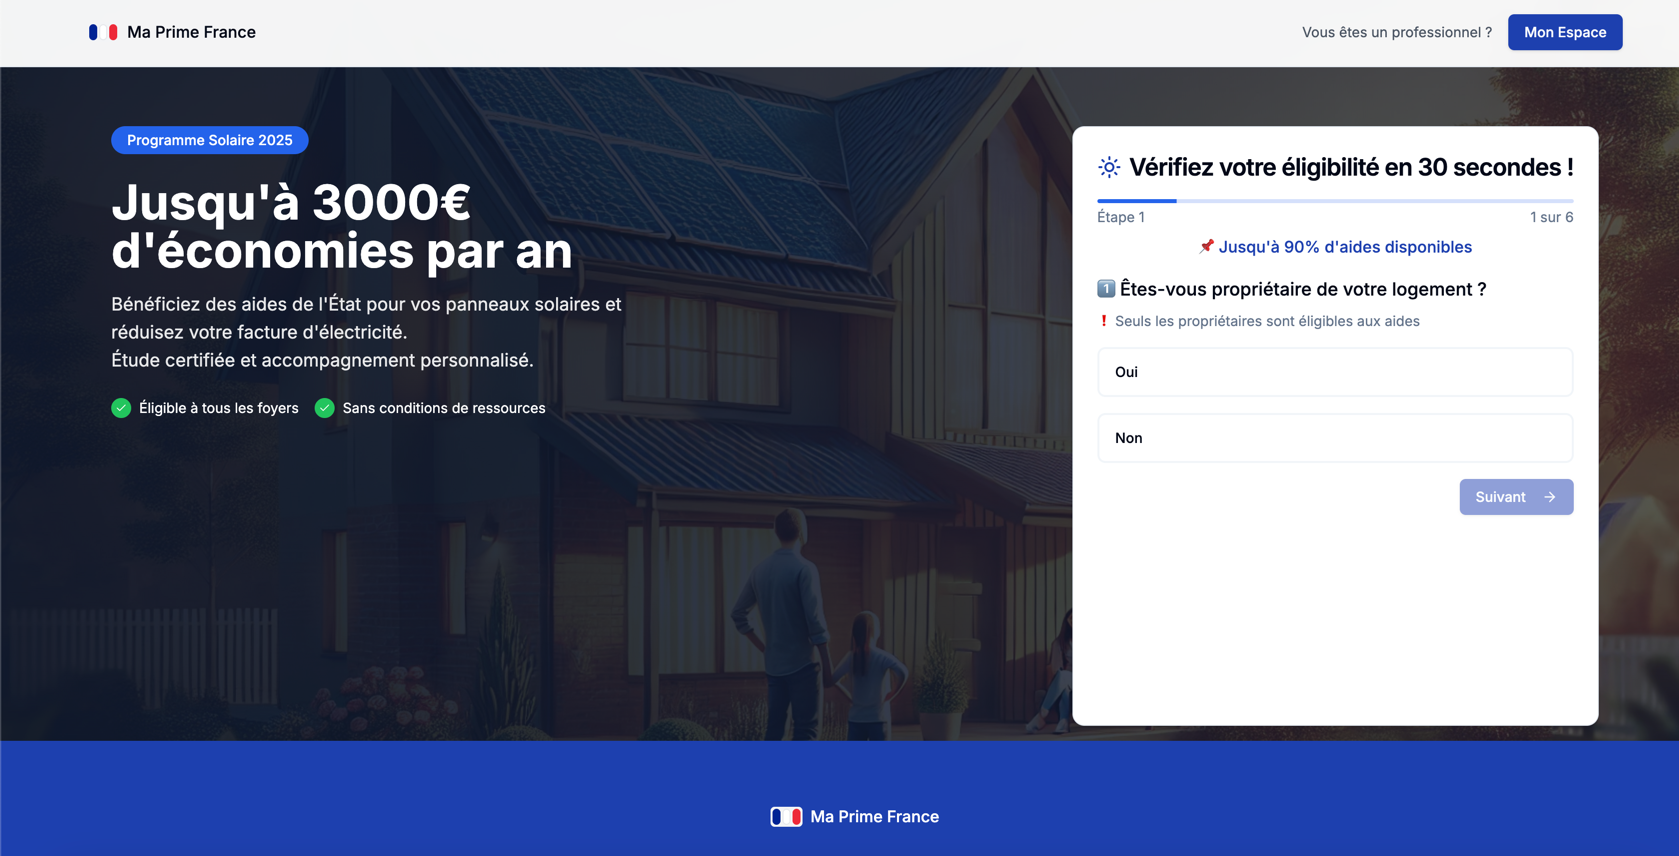 Ma Prime France
Vous êtes un professionnel ?
Mon Espace
Programme Solaire 2025
Jusqu'à 3000€
d'économies par an
Bénéficiez des aides de l'État pour vos panneaux solaires et
réduisez votre facture d'électricité.
Étude certifiée et accompagnement personnalisé.
Éligible à tous les foyers
Sans conditions de ressources
Vérifiez votre éligibilité en 30 secondes !
Étape 1
1 sur 6
📌 Jusqu'à 90% d'aides disponibles
1️⃣ Êtes-vous propriétaire de votre logement ?
❗ Seuls les propriétaires sont éligibles aux aides
Oui
Non
Suivant →
Ma Prime France